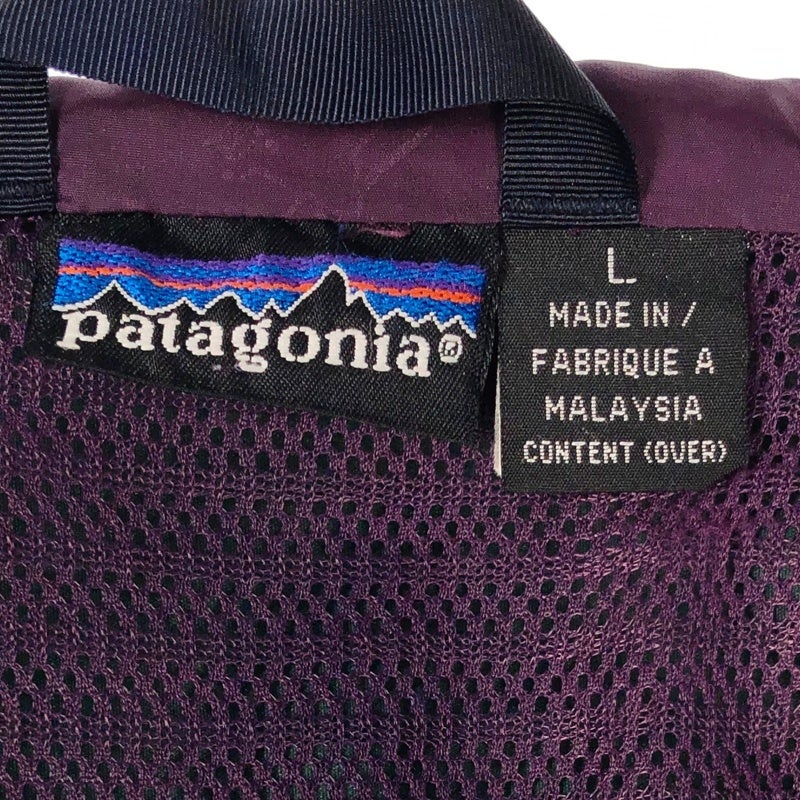 patagonia®
L
MADE IN /
FABRIQUE A
MALAYSIA
CONTENT (OVER)